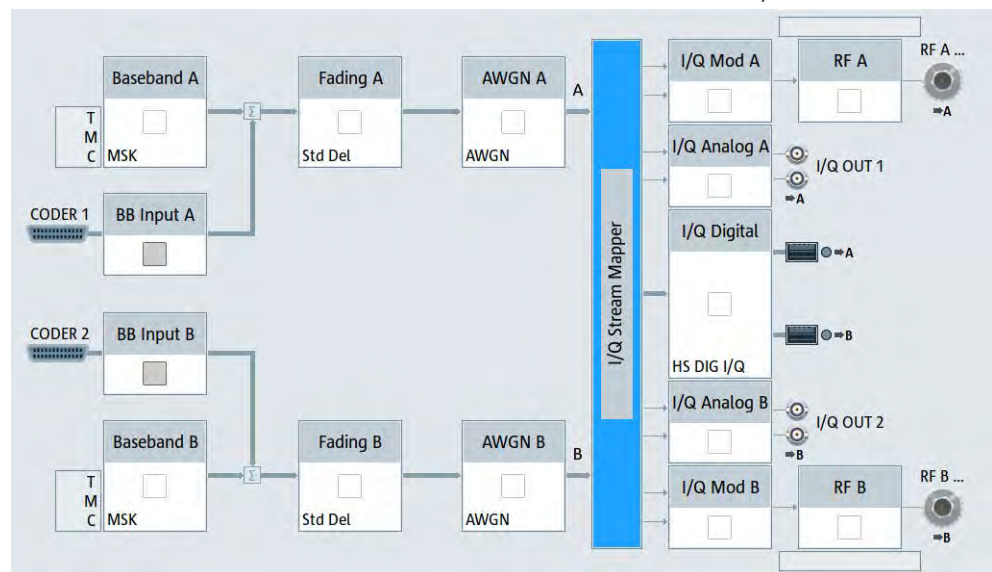 Baseband A
T
M
C
MSK
Σ
Fading A
Std Del
AWGN A
AWGN
A
I/Q Mod A
RF A
RF A ...
➡A
I/Q Analog A
I/Q OUT 1
➡A
CODER 1
BB Input A
I/Q Stream Mapper
I/Q Digital
➡A
➡B
HS DIG I/Q
CODER 2
BB Input B
I/Q Analog B
I/Q OUT 2
➡B
Baseband B
T
M
C
MSK
Σ
Fading B
Std Del
AWGN B
AWGN
B
I/Q Mod B
RF B
RF B ...
➡B